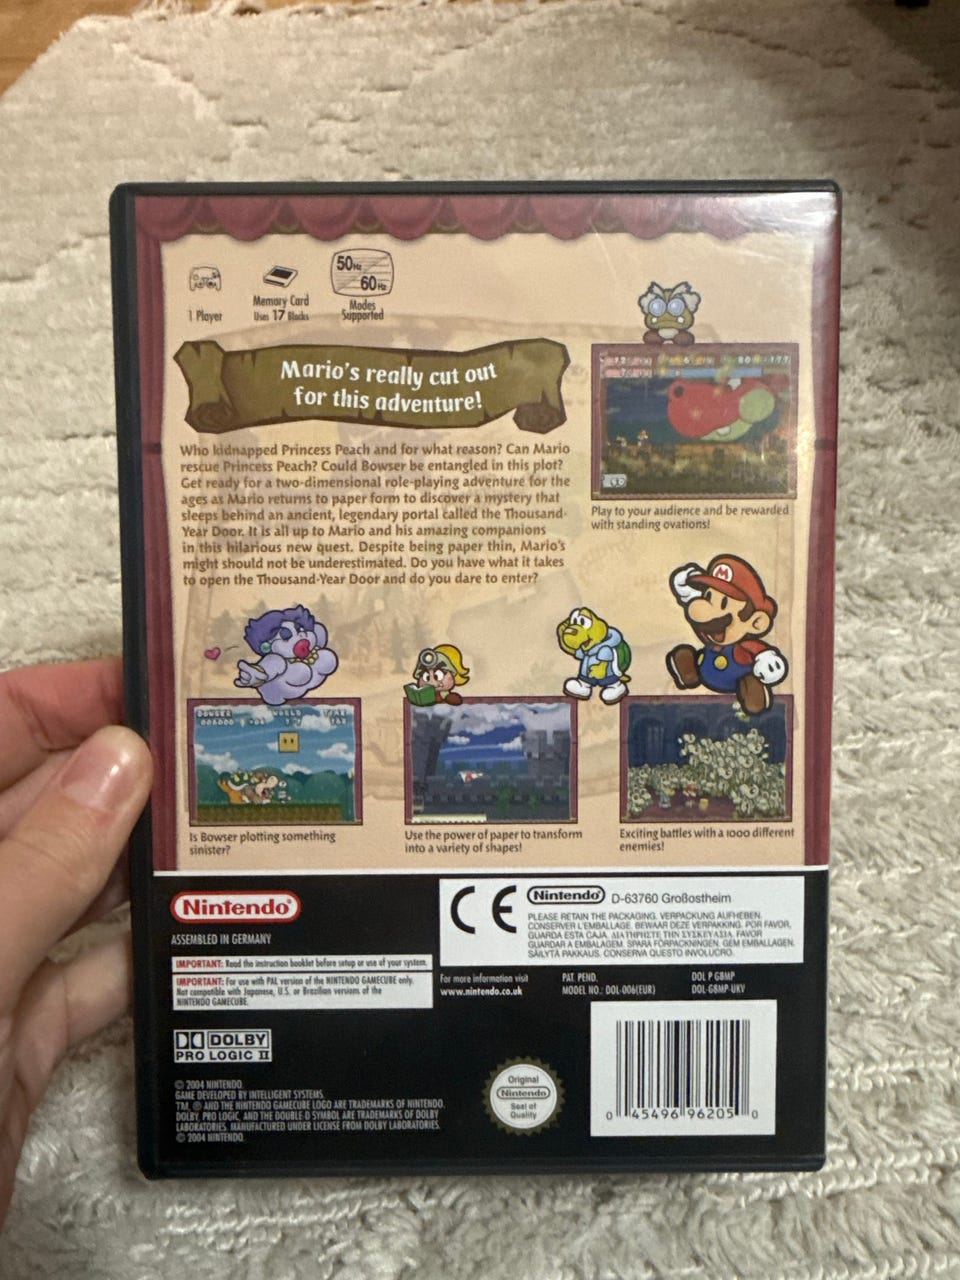 50Hz
60Hz
1 Player
Memory Card
Uses 17 Blocks
Modes
Supported
Mario's really cut out
for this adventure!
Who kidnapped Princess Peach and for what reason? Can Mario
rescue Princess Peach? Could Bowser be entangled in this plot?
Get ready for a two-dimensional role-playing adventure for the
ages as Mario returns to paper form to discover a mystery that
sleeps behind an ancient, legendary portal called the Thousand-
Year Door. It is all up to Mario and his amazing companions
in this hilarious new quest. Despite being paper thin, Mario's
might should not be underestimated. Do you have what it takes
to open the Thousand-Year Door and do you dare to enter?
Play to your audience and be rewarded
with standing ovations!
M
BOWSER
WORLD
TIME
Is Bowser plotting something
sinister?
Use the power of paper to transform
into a variety of shapes!
Exciting battles with a 1000 different
enemies!
Nintendo
ASSEMBLED IN GERMANY
IMPORTANT: Read the instruction booklet before setup or use of your system.
IMPORTANT: For use with PAL version of the NINTENDO GAMECUBE only.
Not compatible with Japanese, U.S. or Brazilian versions of the
NINTENDO GAMECUBE.
CE
Nintendo D-63760 Großostheim
PLEASE RETAIN THE PACKAGING. VERPACKUNG AUFHEBEN.
CONSERVER L'EMBALLAGE. BEWAAR DEZE VERPAKKING. POR FAVOR,
GUARDA ESTA CAJA. ΔΙΑΤΗΡΗΣΤΕ ΤΗΝ ΣΥΣΚΕΥΑΣΙΑ. FAVOR
GUARDAR A EMBALAGEM. SPARA FÖRPACKNINGEN. GEM EMBALLAGEN.
SÄILYTÄ PAKKAUS. CONSERVA QUESTO INVOLUCRO.
For more information visit
www.nintendo.co.uk
PAT. PEND.
MODEL NO.: DOL-006(EUR)
DOL P G8MP
DOL-G8MP-UKV
DOLBY
PRO LOGIC II
© 2004 NINTENDO.
GAME DEVELOPED BY INTELLIGENT SYSTEMS.
TM, ® AND THE NINTENDO GAMECUBE LOGO ARE TRADEMARKS OF NINTENDO.
DOLBY, PRO LOGIC, AND THE DOUBLE-D SYMBOL ARE TRADEMARKS OF DOLBY
LABORATORIES. MANUFACTURED UNDER LICENSE FROM DOLBY LABORATORIES.
© 2004 NINTENDO.
Original
Nintendo
Seal of
Quality
0 45496 96205 0